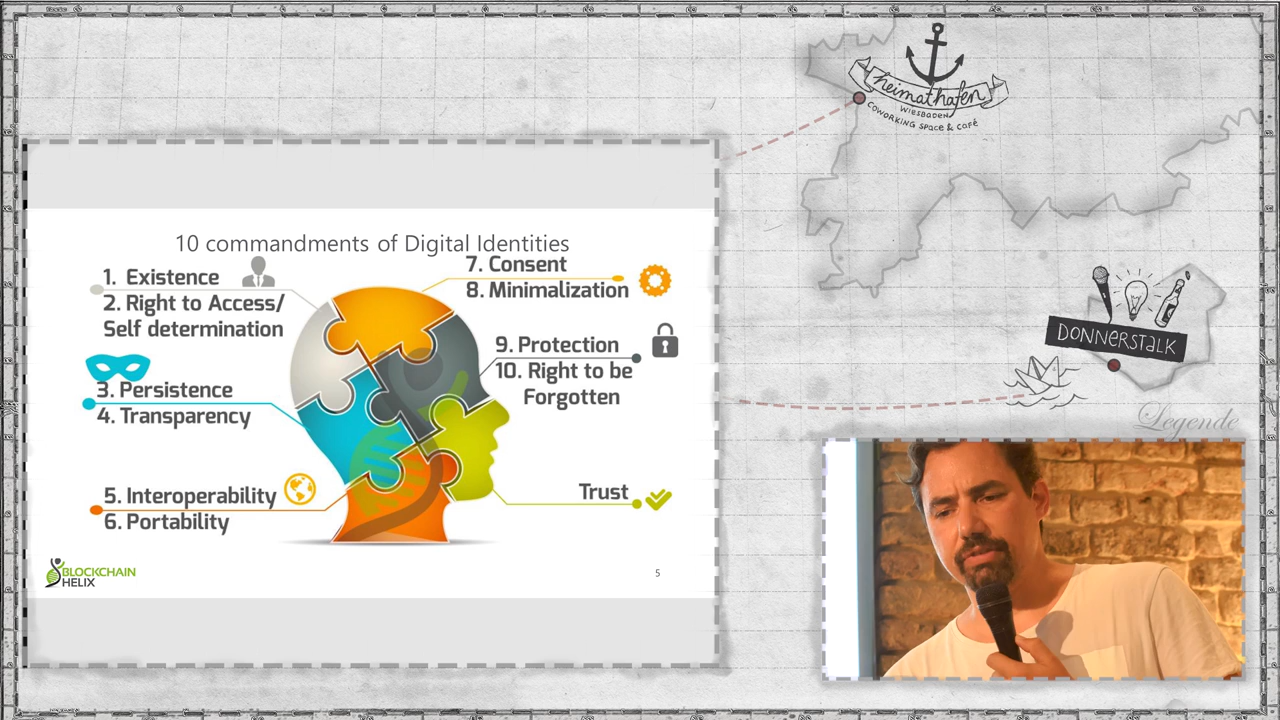 heimathafen
WIESBADEN
COWORKING SPACE & CAFÉ
10 commandments of Digital Identities
1. Existence
2. Right to Access/
Self determination
3. Persistence
4. Transparency
5. Interoperability
6. Portability
7. Consent
8. Minimalization
9. Protection
10. Right to be
Forgotten
Trust
BLOCKCHAIN
HELIX
5
DONNERSTALK
Legende